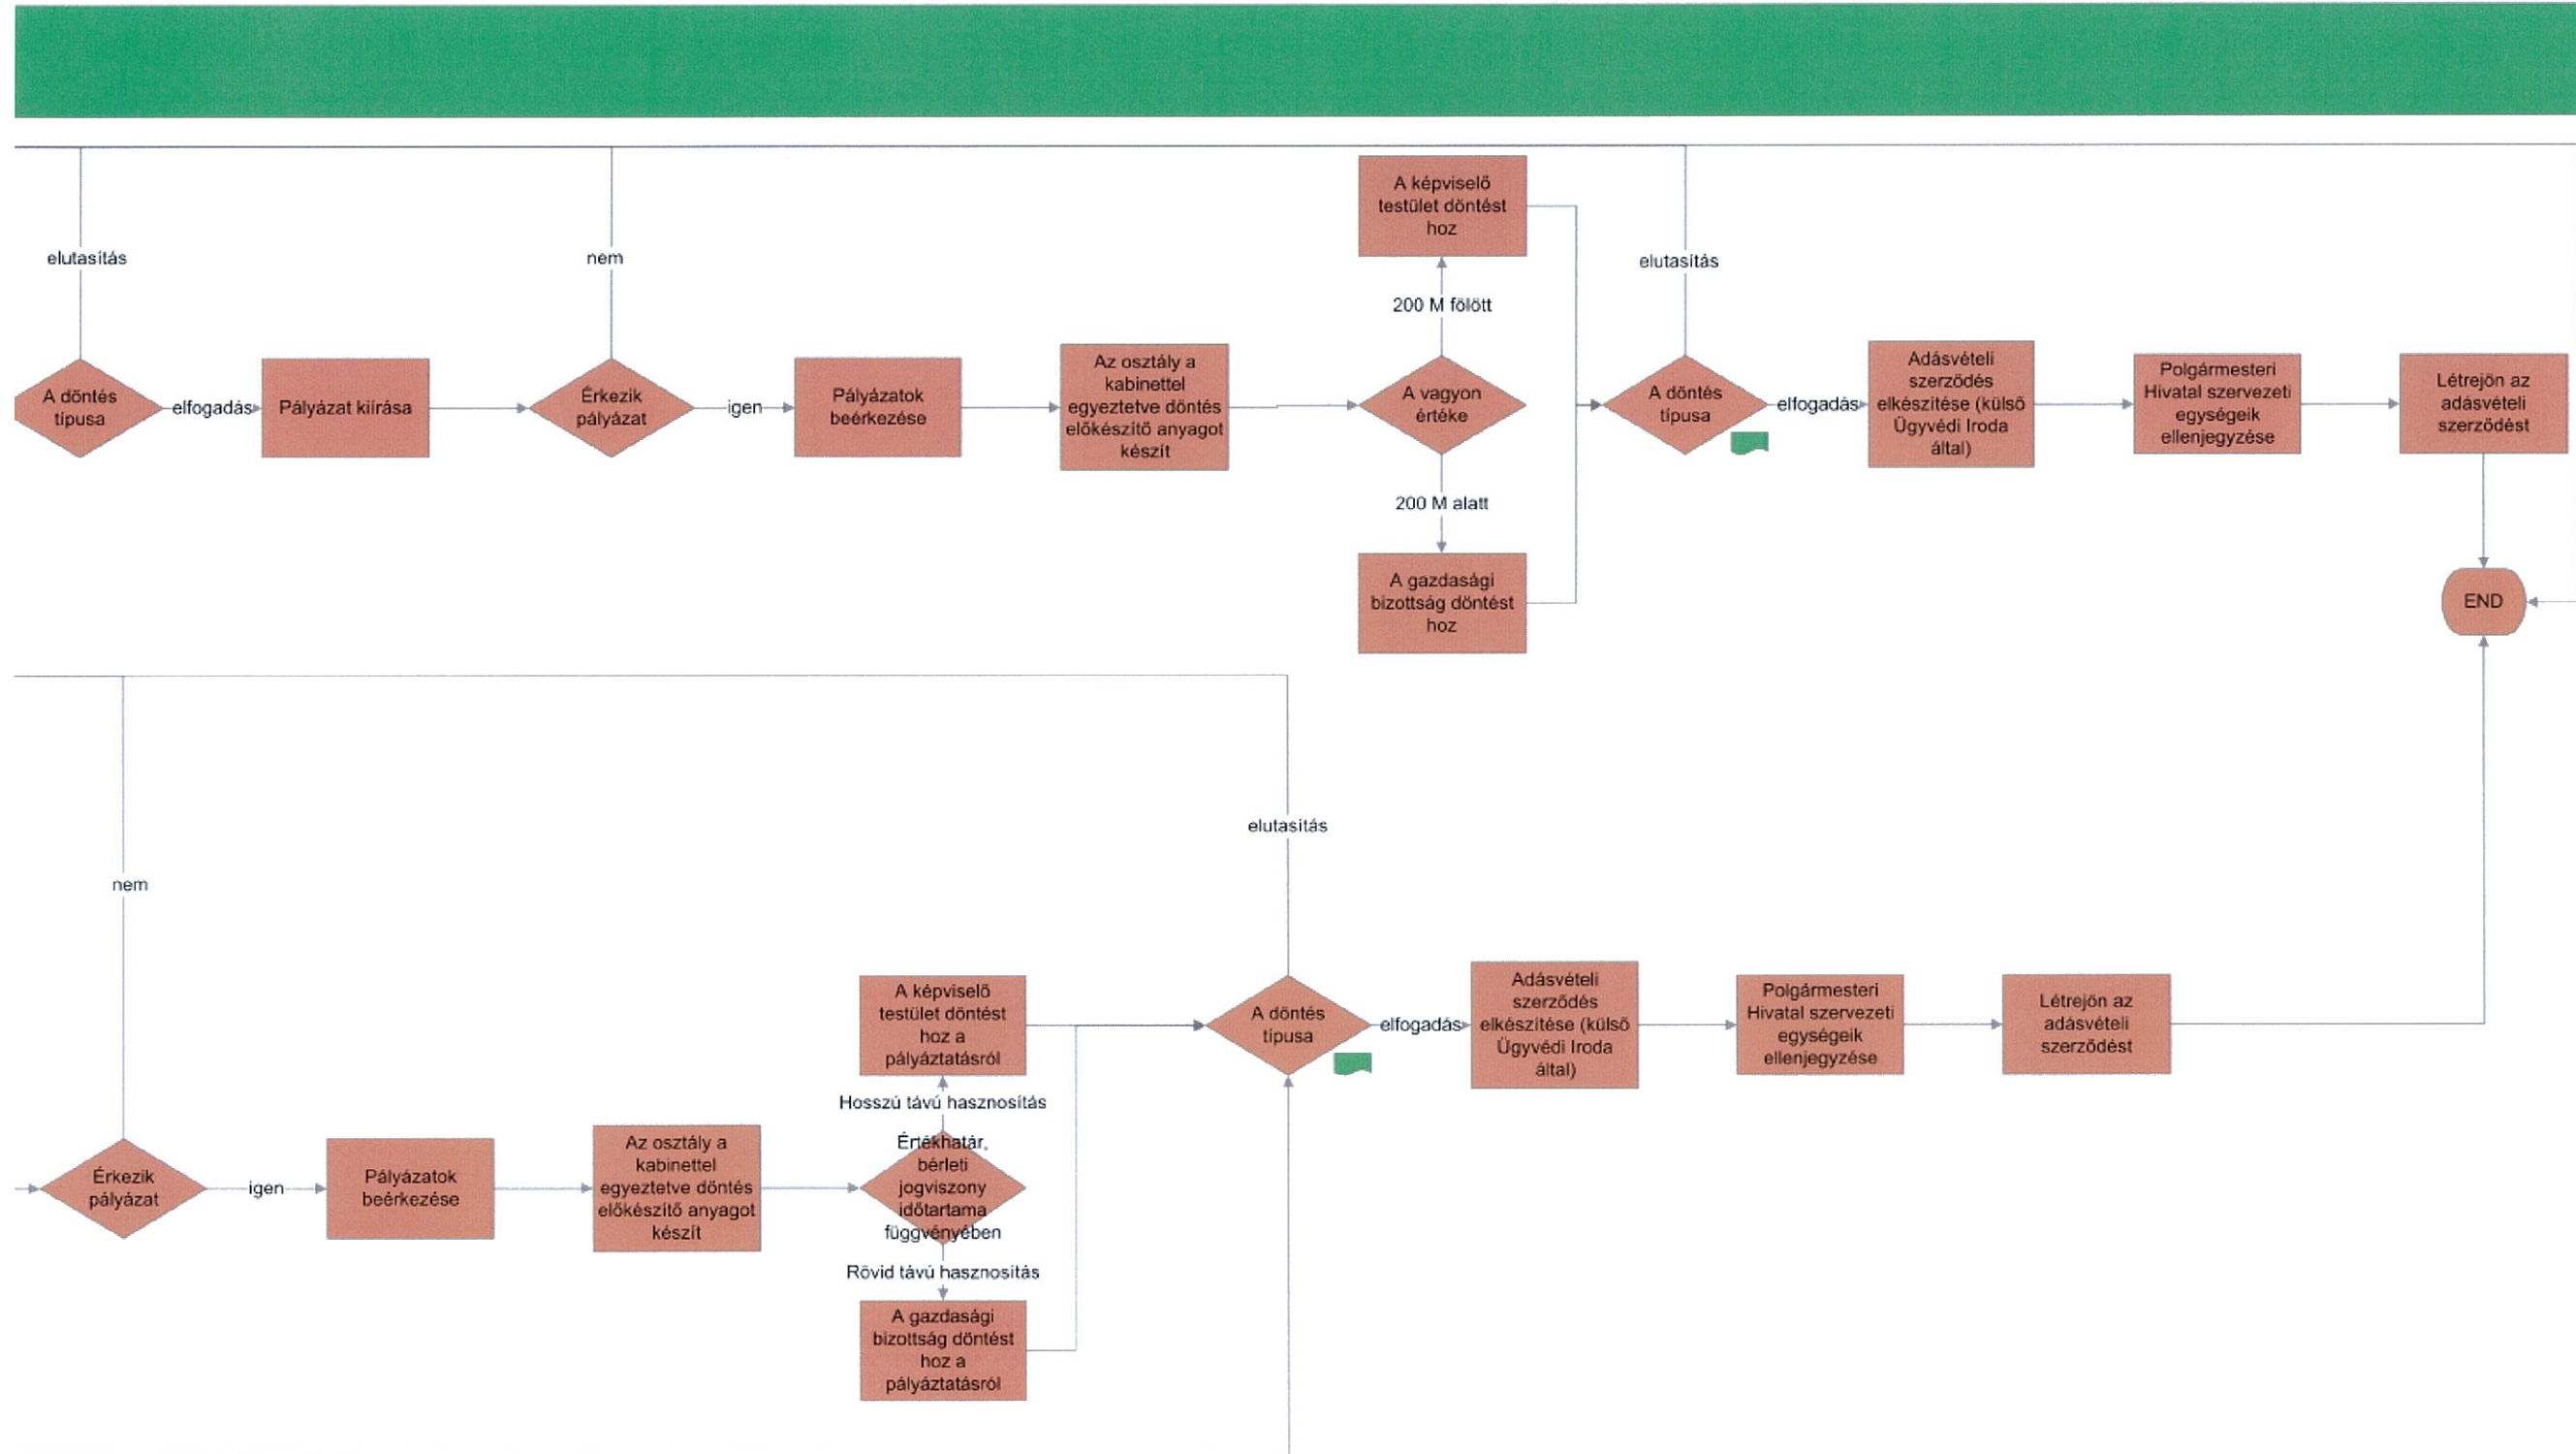 A képviselő
testület döntést
hoz
elutasítás
nem
elutasítás
200 M fölött
A döntés
típusa
elfogadás
Pályázat kiírása
Érkezik
pályázat
igen
Pályázatok
beérkezése
Az osztály a
kabinettel
egyeztetve döntés
előkészítő anyagot
készít
A vagyon
értéke
A döntés
típusa
elfogadás
Adásvételi
szerződés
elkészítése (külső
Ügyvédi Iroda
által)
Polgármesteri
Hivatal szervezeti
egységeik
ellenjegyzése
Létrejön az
adásvételi
szerződést
200 M alatt
A gazdasági
bizottság döntést
hoz
END
elutasítás
nem
A képviselő
testület döntést
hoz a
pályáztatásról
A döntés
típusa
elfogadás
Adásvételi
szerződés
elkészítése (külső
Ügyvédi Iroda
által)
Polgármesteri
Hivatal szervezeti
egységeik
ellenjegyzése
Létrejön az
adásvételi
szerződést
Hosszú távú hasznosítás
Érkezik
pályázat
igen
Pályázatok
beérkezése
Az osztály a
kabinettel
egyeztetve döntés
előkészítő anyagot
készít
Értékhatár,
bérleti
jogviszony
időtartama
függvényében
Rövid távú hasznosítás
A gazdasági
bizottság döntést
hoz a
pályáztatásról